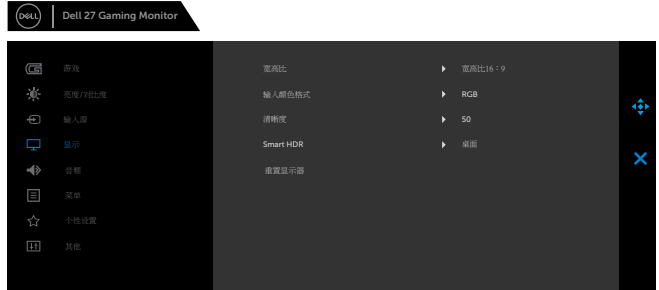 DELL
Dell 27 Gaming Monitor
游戏
宽高比
宽高比16：9
亮度/对比度
输入颜色格式
RGB
输入源
清晰度
50
显示
Smart HDR
桌面
音频
重置显示器
菜单
个性设置
其他